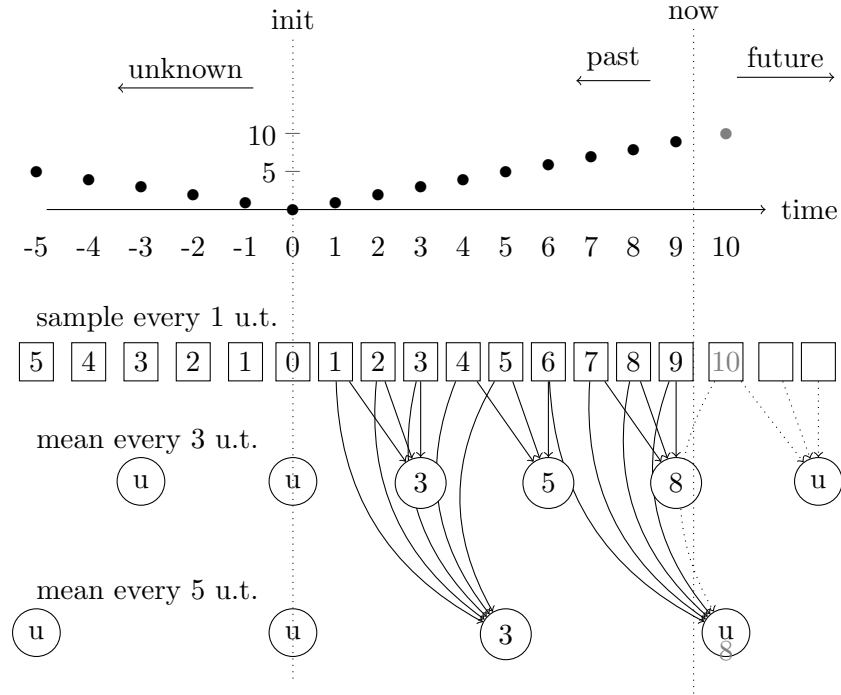 init
now
unknown
past
future
10
5
time
-5 -4 -3 -2 -1 0 1 2 3 4 5 6 7 8 9 10
sample every 1 u.t.
5 4 3 2 1 0 1 2 3 4 5 6 7 8 9 10
mean every 3 u.t.
u u 3 5 8 u
mean every 5 u.t.
u u 3 u
8